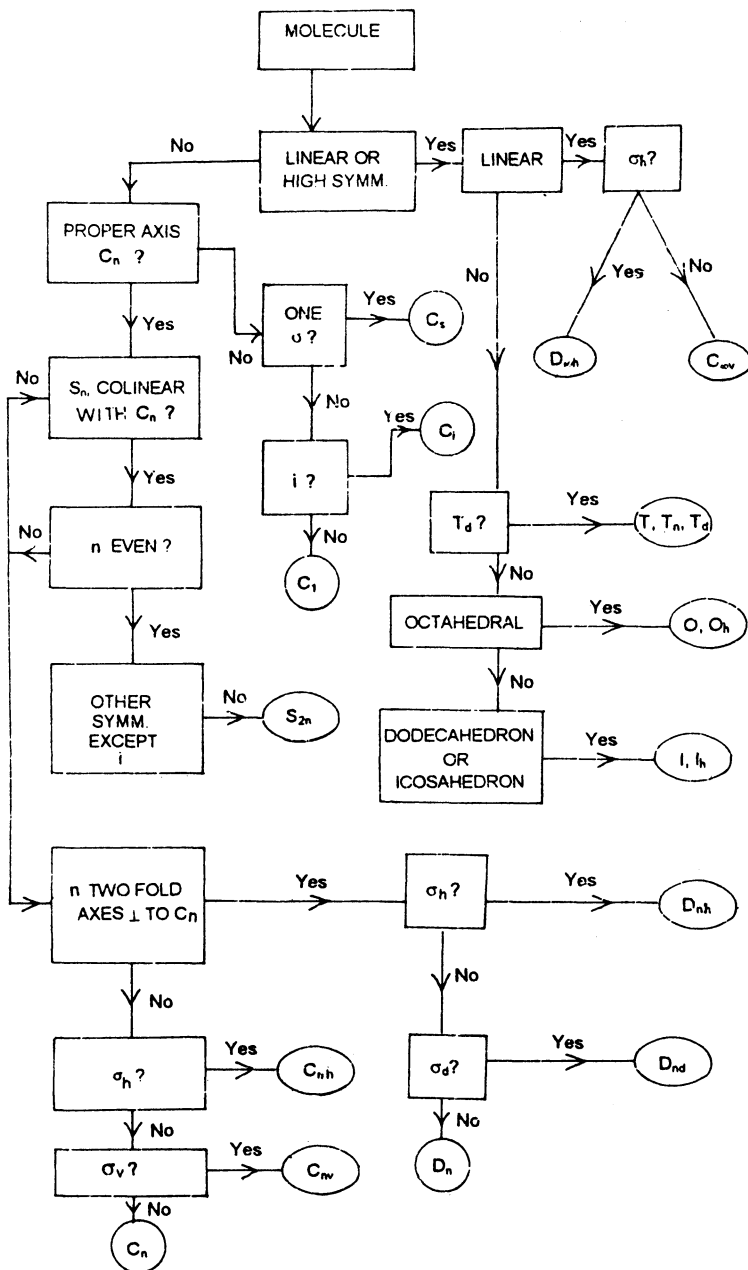 MOLECULE
No
LINEAR OR
HIGH SYMM.
Yes
LINEAR
Yes
σh?
PROPER AXIS
Cn ?
No
ONE
σ?
Yes
Cs
No
Yes
No
D∞h
C∞v
Yes
No
Sn, COLINEAR
WITH Cn ?
No
i ?
Yes
Ci
Yes
No
C1
No
n EVEN ?
Td ?
Yes
T, Tn, Td
No
Yes
OCTAHEDRAL
Yes
O, Oh
OTHER
SYMM.
EXCEPT
i
No
S2n
No
DODECAHEDRON
OR
ICOSAHEDRON
Yes
I, Ih
n TWO FOLD
AXES ⊥ TO Cn
Yes
σh?
Yes
Dnh
No
No
σh ?
Yes
Cnh
σd?
Yes
Dnd
No
No
σv ?
Yes
Cnv
Dn
No
Cn